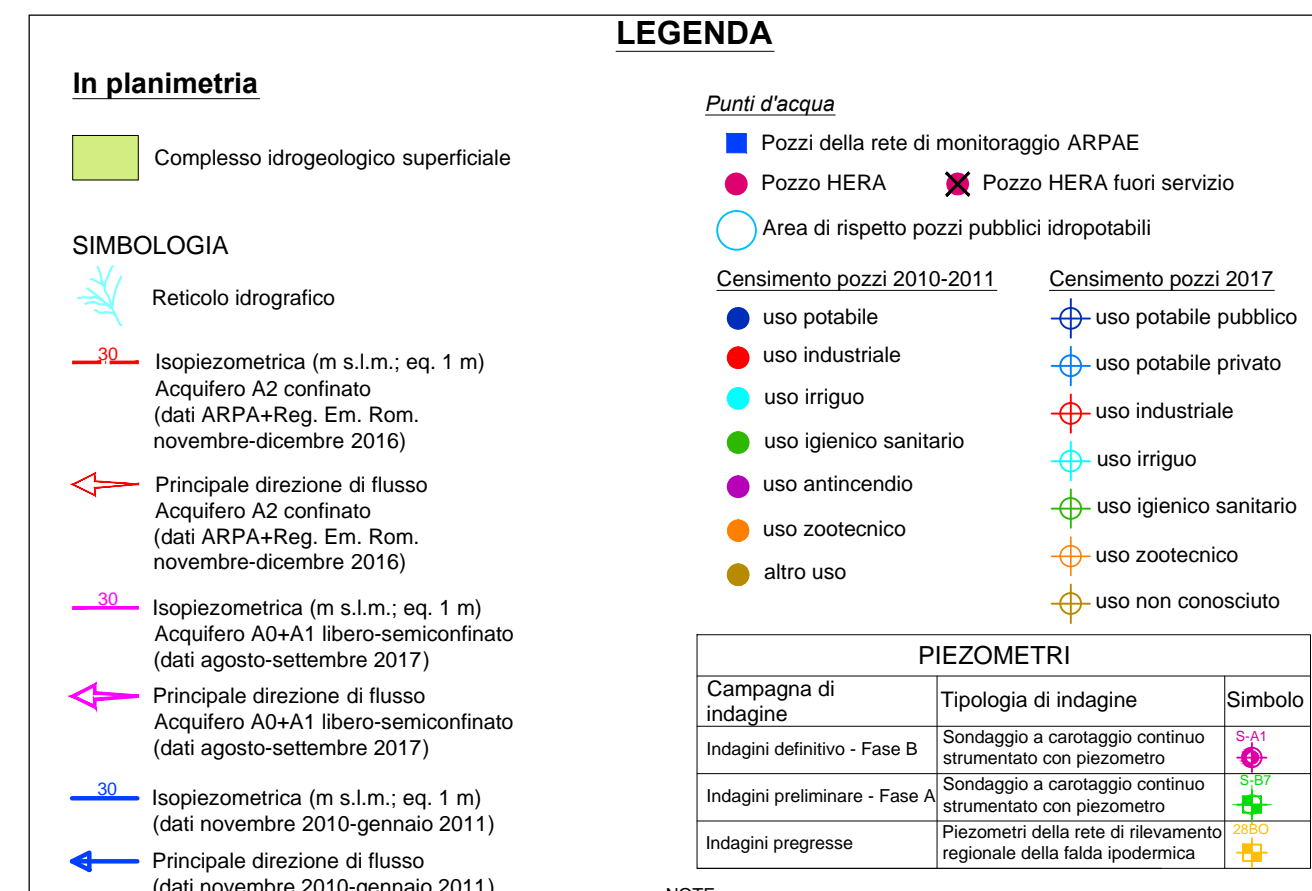 LEGENDA
In planimetria
Complesso idrogeologico superficiale
SIMBOLOGIA
Reticolo idrografico
30
Isopiezometrica (m s.l.m.; eq. 1 m)
Acquifero A2 confinato
(dati ARPA+Reg. Em. Rom.
novembre-dicembre 2016)
Principale direzione di flusso
Acquifero A2 confinato
(dati ARPA+Reg. Em. Rom.
novembre-dicembre 2016)
30
Isopiezometrica (m s.l.m.; eq. 1 m)
Acquifero A0+A1 libero-semiconfinato
(dati agosto-settembre 2017)
Principale direzione di flusso
Acquifero A0+A1 libero-semiconfinato
(dati agosto-settembre 2017)
30
Isopiezometrica (m s.l.m.; eq. 1 m)
(dati novembre 2010-gennaio 2011)
Principale direzione di flusso
(dati novembre 2010-gennaio 2011)
Punti d'acqua
Pozzi della rete di monitoraggio ARPAE
Pozzo HERA
Pozzo HERA fuori servizio
Area di rispetto pozzi pubblici idropotabili
Censimento pozzi 2010-2011
uso potabile
uso industriale
uso irriguo
uso igienico sanitario
uso antincendio
uso zootecnico
altro uso
Censimento pozzi 2017
uso potabile pubblico
uso potabile privato
uso industriale
uso irriguo
uso igienico sanitario
uso zootecnico
uso non conosciuto
PIEZOMETRI
Campagna di
indagine
Tipologia di indagine
Simbolo
Indagini definitivo - Fase B
Sondaggio a carotaggio continuo
strumentato con piezometro
S-A1
Indagini preliminare - Fase A
Sondaggio a carotaggio continuo
strumentato con piezometro
S-B7
Indagini pregresse
Piezometri della rete di rilevamento
regionale della falda ipodermica
28BO
NOTE